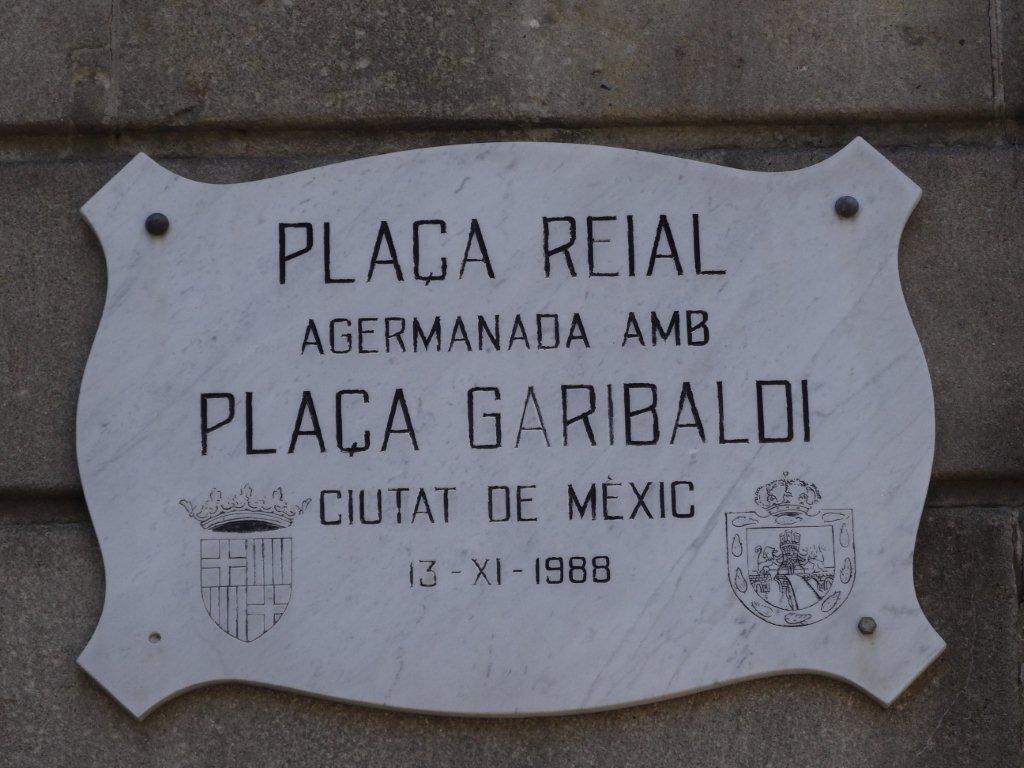 PLAÇA REIAL
AGERMANADA AMB
PLAÇA GARIBALDI
CIUTAT DE MÈXIC
13-XI-1988